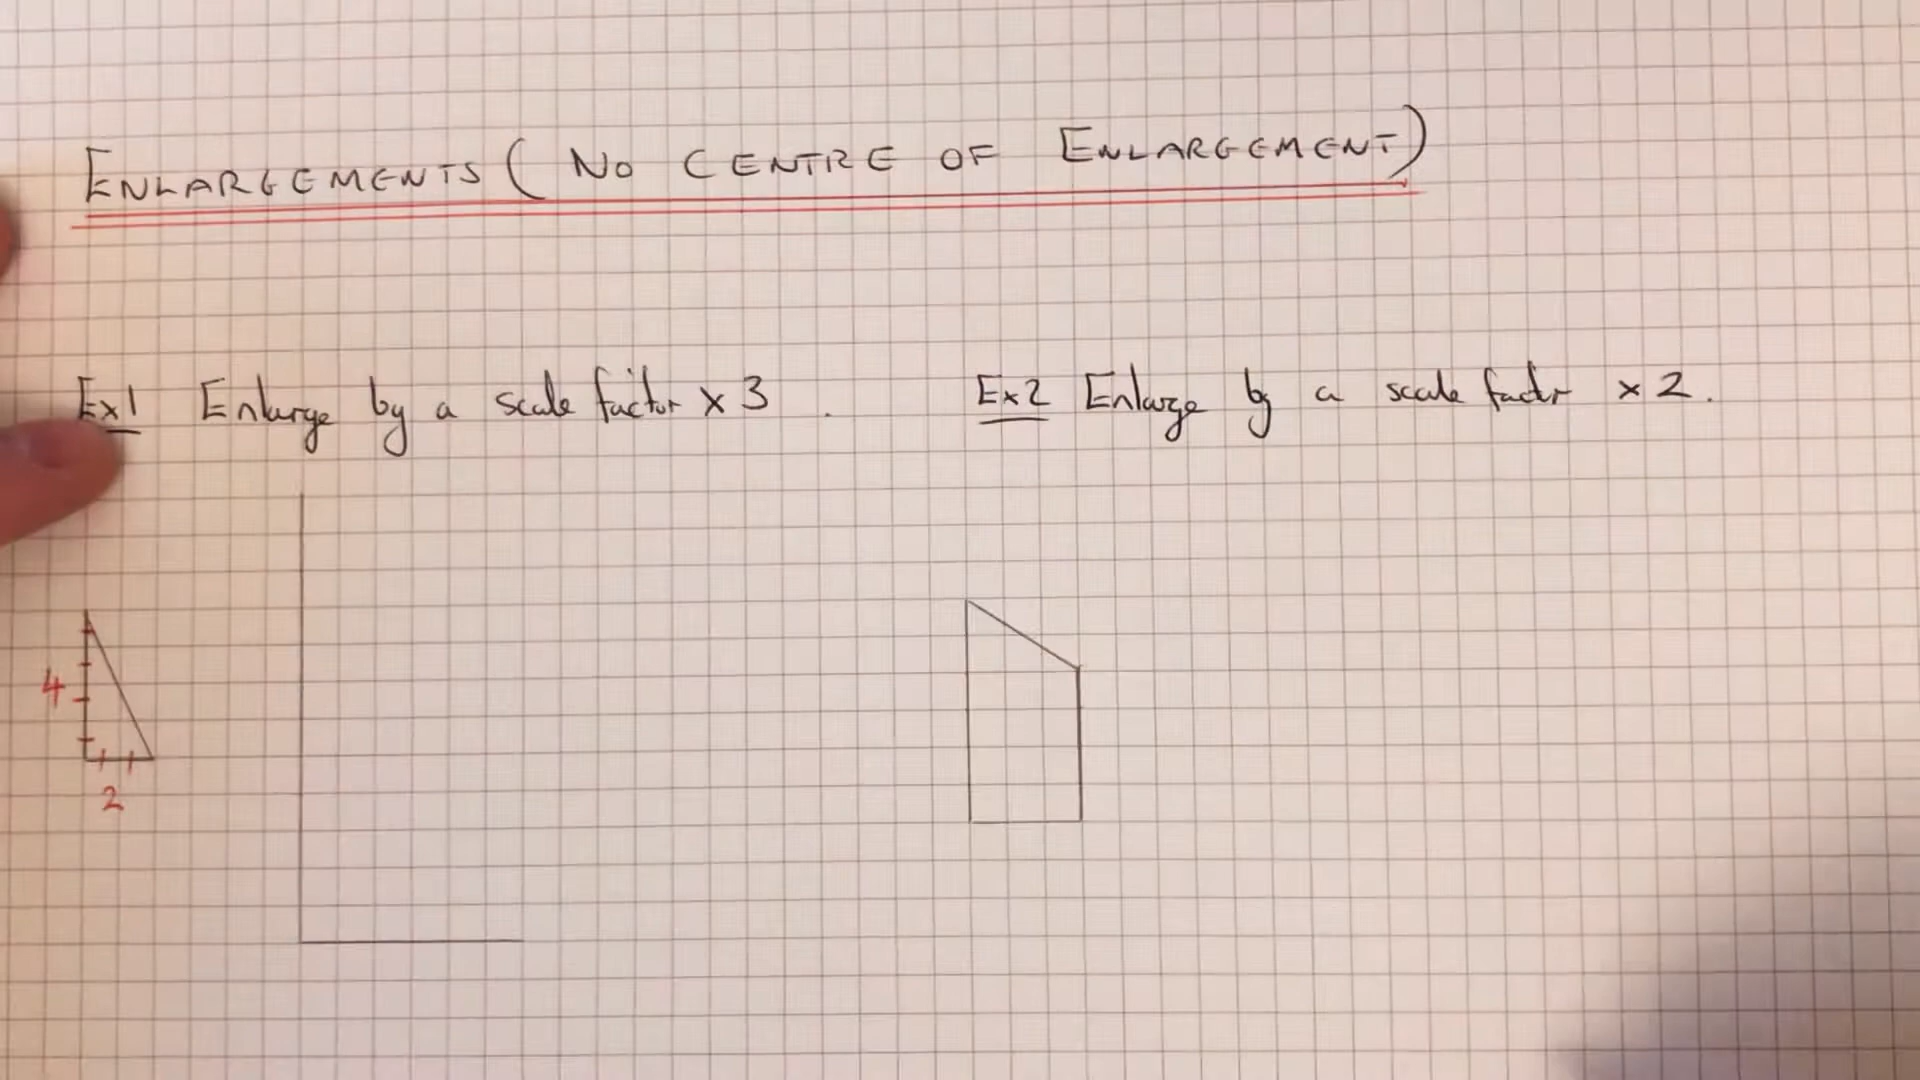 ENLARGEMENTS ( NO CENTRE OF ENLARGEMENT)
Ex1 Enlarge by a scale factor x 3 .
Ex2 Enlarge by a scale factor x 2 .
4
2